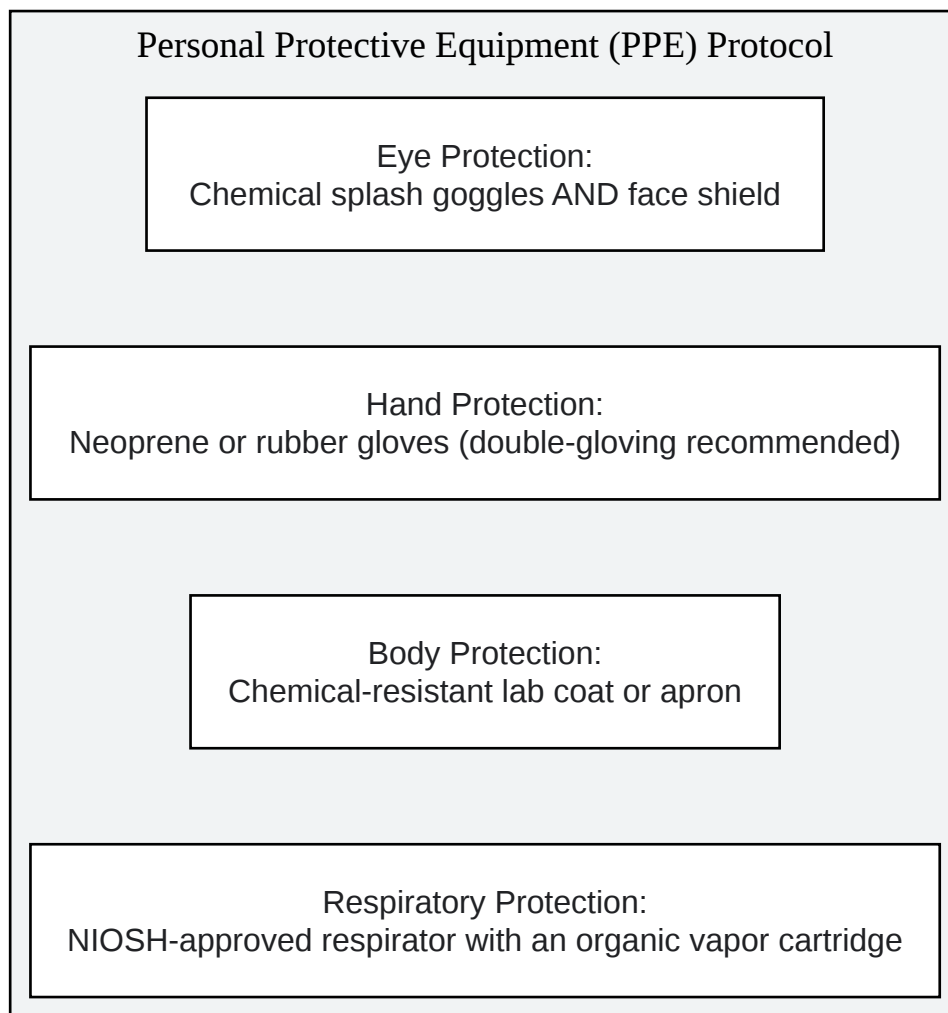 Personal Protective Equipment (PPE) Protocol
Eye Protection:
Chemical splash goggles AND face shield
Hand Protection:
Neoprene or rubber gloves (double-gloving recommended)
Body Protection:
Chemical-resistant lab coat or apron
Respiratory Protection:
NIOSH-approved respirator with an organic vapor cartridge